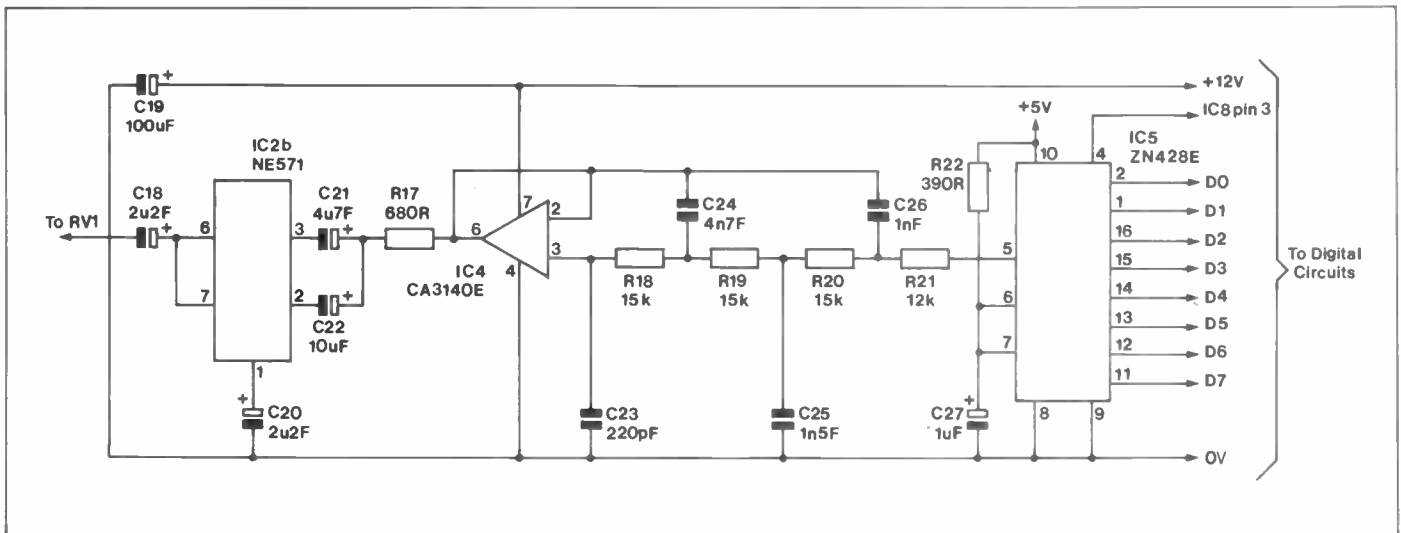 C19
100uF
+12V
IC8 pin 3
+5V
IC5
ZN428E
IC2b
NE571
R22
390R
10
4
C18
2u2F
C21
4u7F
R17
680R
7
2
C24
4n7F
C26
1nF
2
D0
1
D1
To RV1
6
3
6
3
16
D2
IC4
CA3140E
4
R18
15k
R19
15k
R20
15k
R21
12k
5
15
D3
To Digital
Circuits
7
2
C22
10uF
6
14
D4
13
D5
7
12
D6
1
11
D7
C20
2u2F
C23
220pF
C25
1n5F
C27
1uF
8
9
0V
+
+
+
+
+
+
+